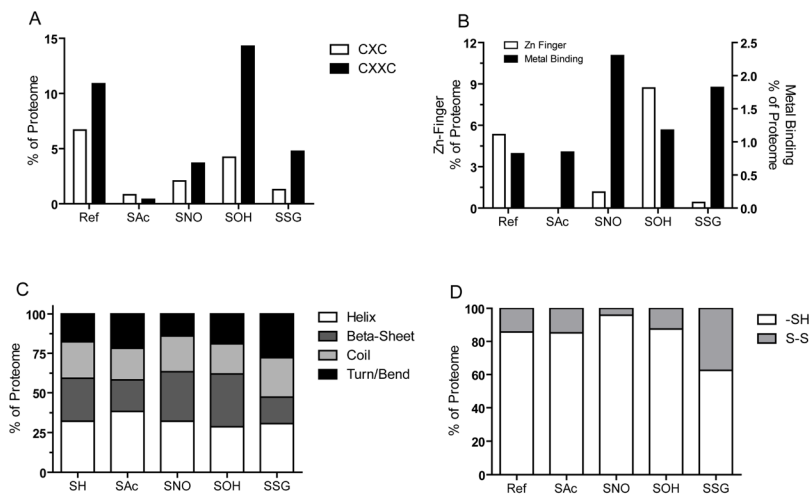 A
15
10
5
0
% of Proteome
CXC
CXXC
Ref SAc SNO SOH SSG
B
12
9
6
3
0
Zn-Finger
% of Proteome
Zn Finger
Metal Binding
2.5
2.0
1.5
1.0
0.5
0.0
Metal Binding
% of Proteome
Ref SAc SNO SOH SSG
C
100
75
50
25
0
% of Proteome
Helix
Beta-Sheet
Coil
Turn/Bend
SH SAc SNO SOH SSG
D
100
80
60
40
20
0
% of Proteome
-SH
S-S
Ref SAc SNO SOH SSG